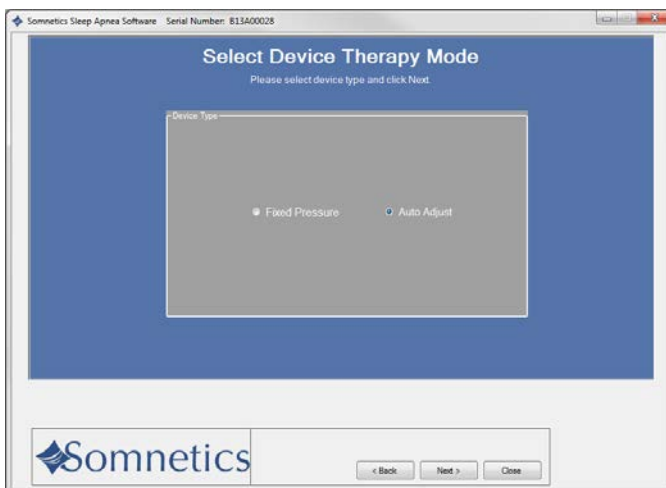 Somnetics Sleep Apnea Software Serial Number: B13A00028
Select Device Therapy Mode
Please select device type and click Next.
Device Type
Fixed Pressure Auto Adjust
Somnetics
< Back Next > Close